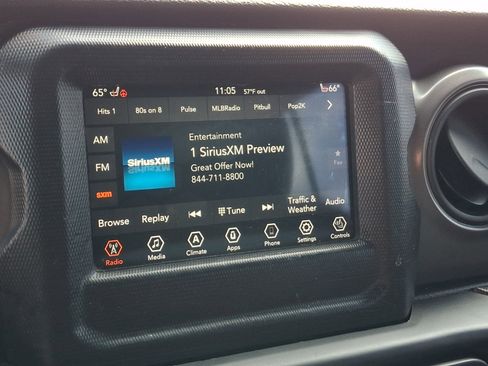 65° 11:05 57°F out 66°
Hits 1 80s on 8 Pulse MLBRadio Pitbull Pop2K
AM
FM
sxm
SiriusXM
Entertainment
1 SiriusXM Preview
Great Offer Now!
844-711-8800
Fav
Browse Replay Tune Traffic & Weather Audio
Radio Media Climate Apps Phone Settings Controls